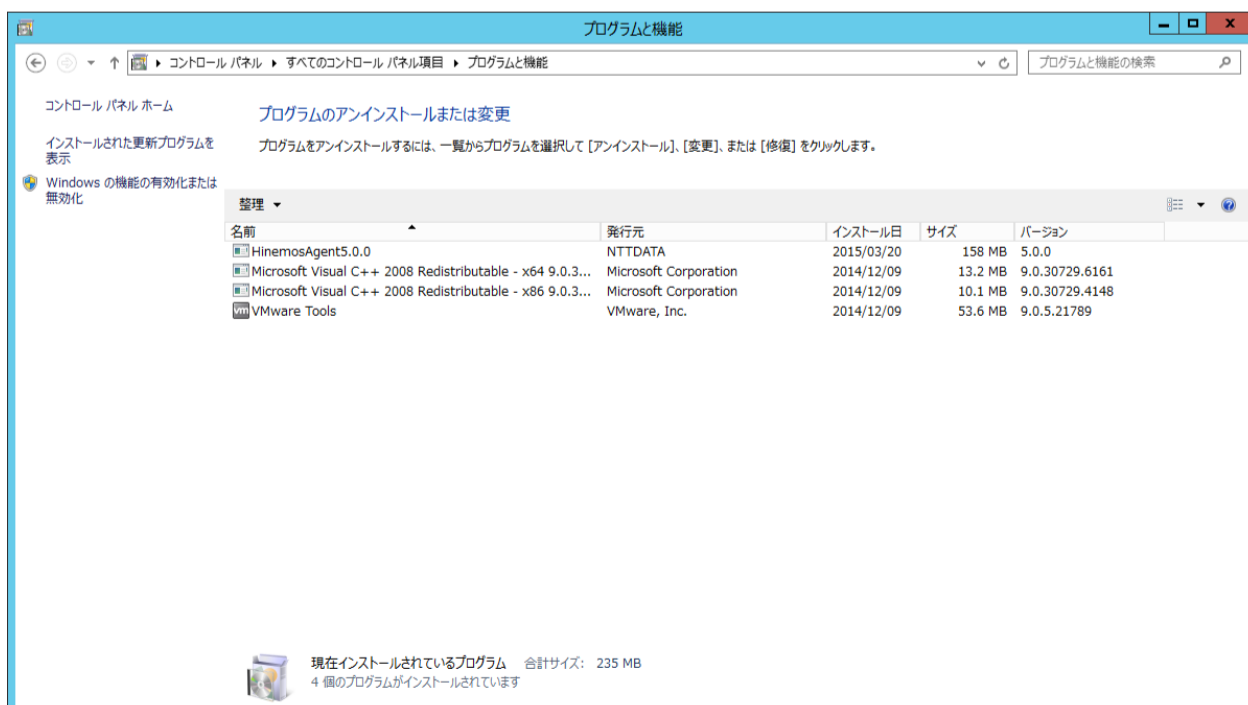 プログラムと機能
コントロール パネル すべてのコントロール パネル項目 プログラムと機能
プログラムと機能の検索
コントロール パネル ホーム
インストールされた更新プログラムを
表示
Windows の機能の有効化または
無効化
プログラムのアンインストールまたは変更
プログラムをアンインストールするには、一覧からプログラムを選択して [アンインストール]、[変更]、または [修復] をクリックします。
整理
名前 発行元 インストール日 サイズ バージョン
HinemosAgent5.0.0 NTTDATA 2015/03/20 158 MB 5.0.0
Microsoft Visual C++ 2008 Redistributable - x64 9.0.3... Microsoft Corporation 2014/12/09 13.2 MB 9.0.30729.6161
Microsoft Visual C++ 2008 Redistributable - x86 9.0.3... Microsoft Corporation 2014/12/09 10.1 MB 9.0.30729.4148
vm VMware Tools VMware, Inc. 2014/12/09 53.6 MB 9.0.5.21789
現在インストールされているプログラム 合計サイズ: 235 MB
4 個のプログラムがインストールされています